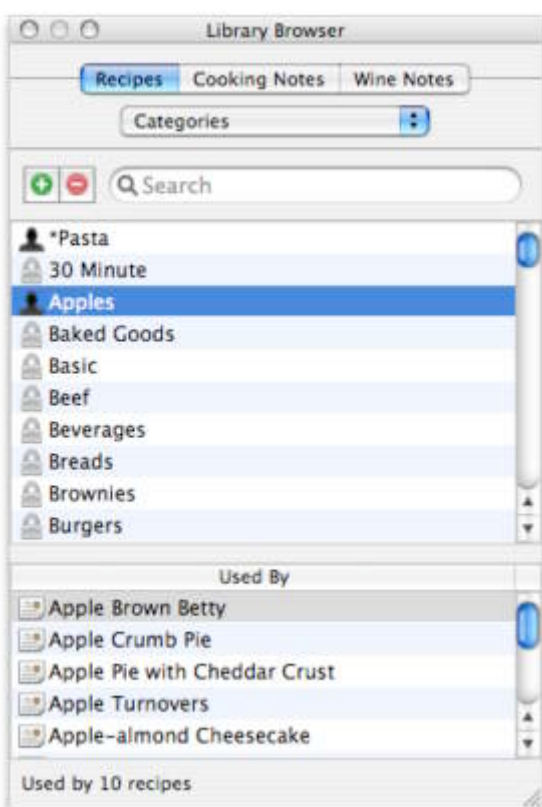 Library Browser
Recipes Cooking Notes Wine Notes
Categories
Search
*Pasta
30 Minute
Apples
Baked Goods
Basic
Beef
Beverages
Breads
Brownies
Burgers
Used By
Apple Brown Betty
Apple Crumb Pie
Apple Pie with Cheddar Crust
Apple Turnovers
Apple-almond Cheesecake
Used by 10 recipes